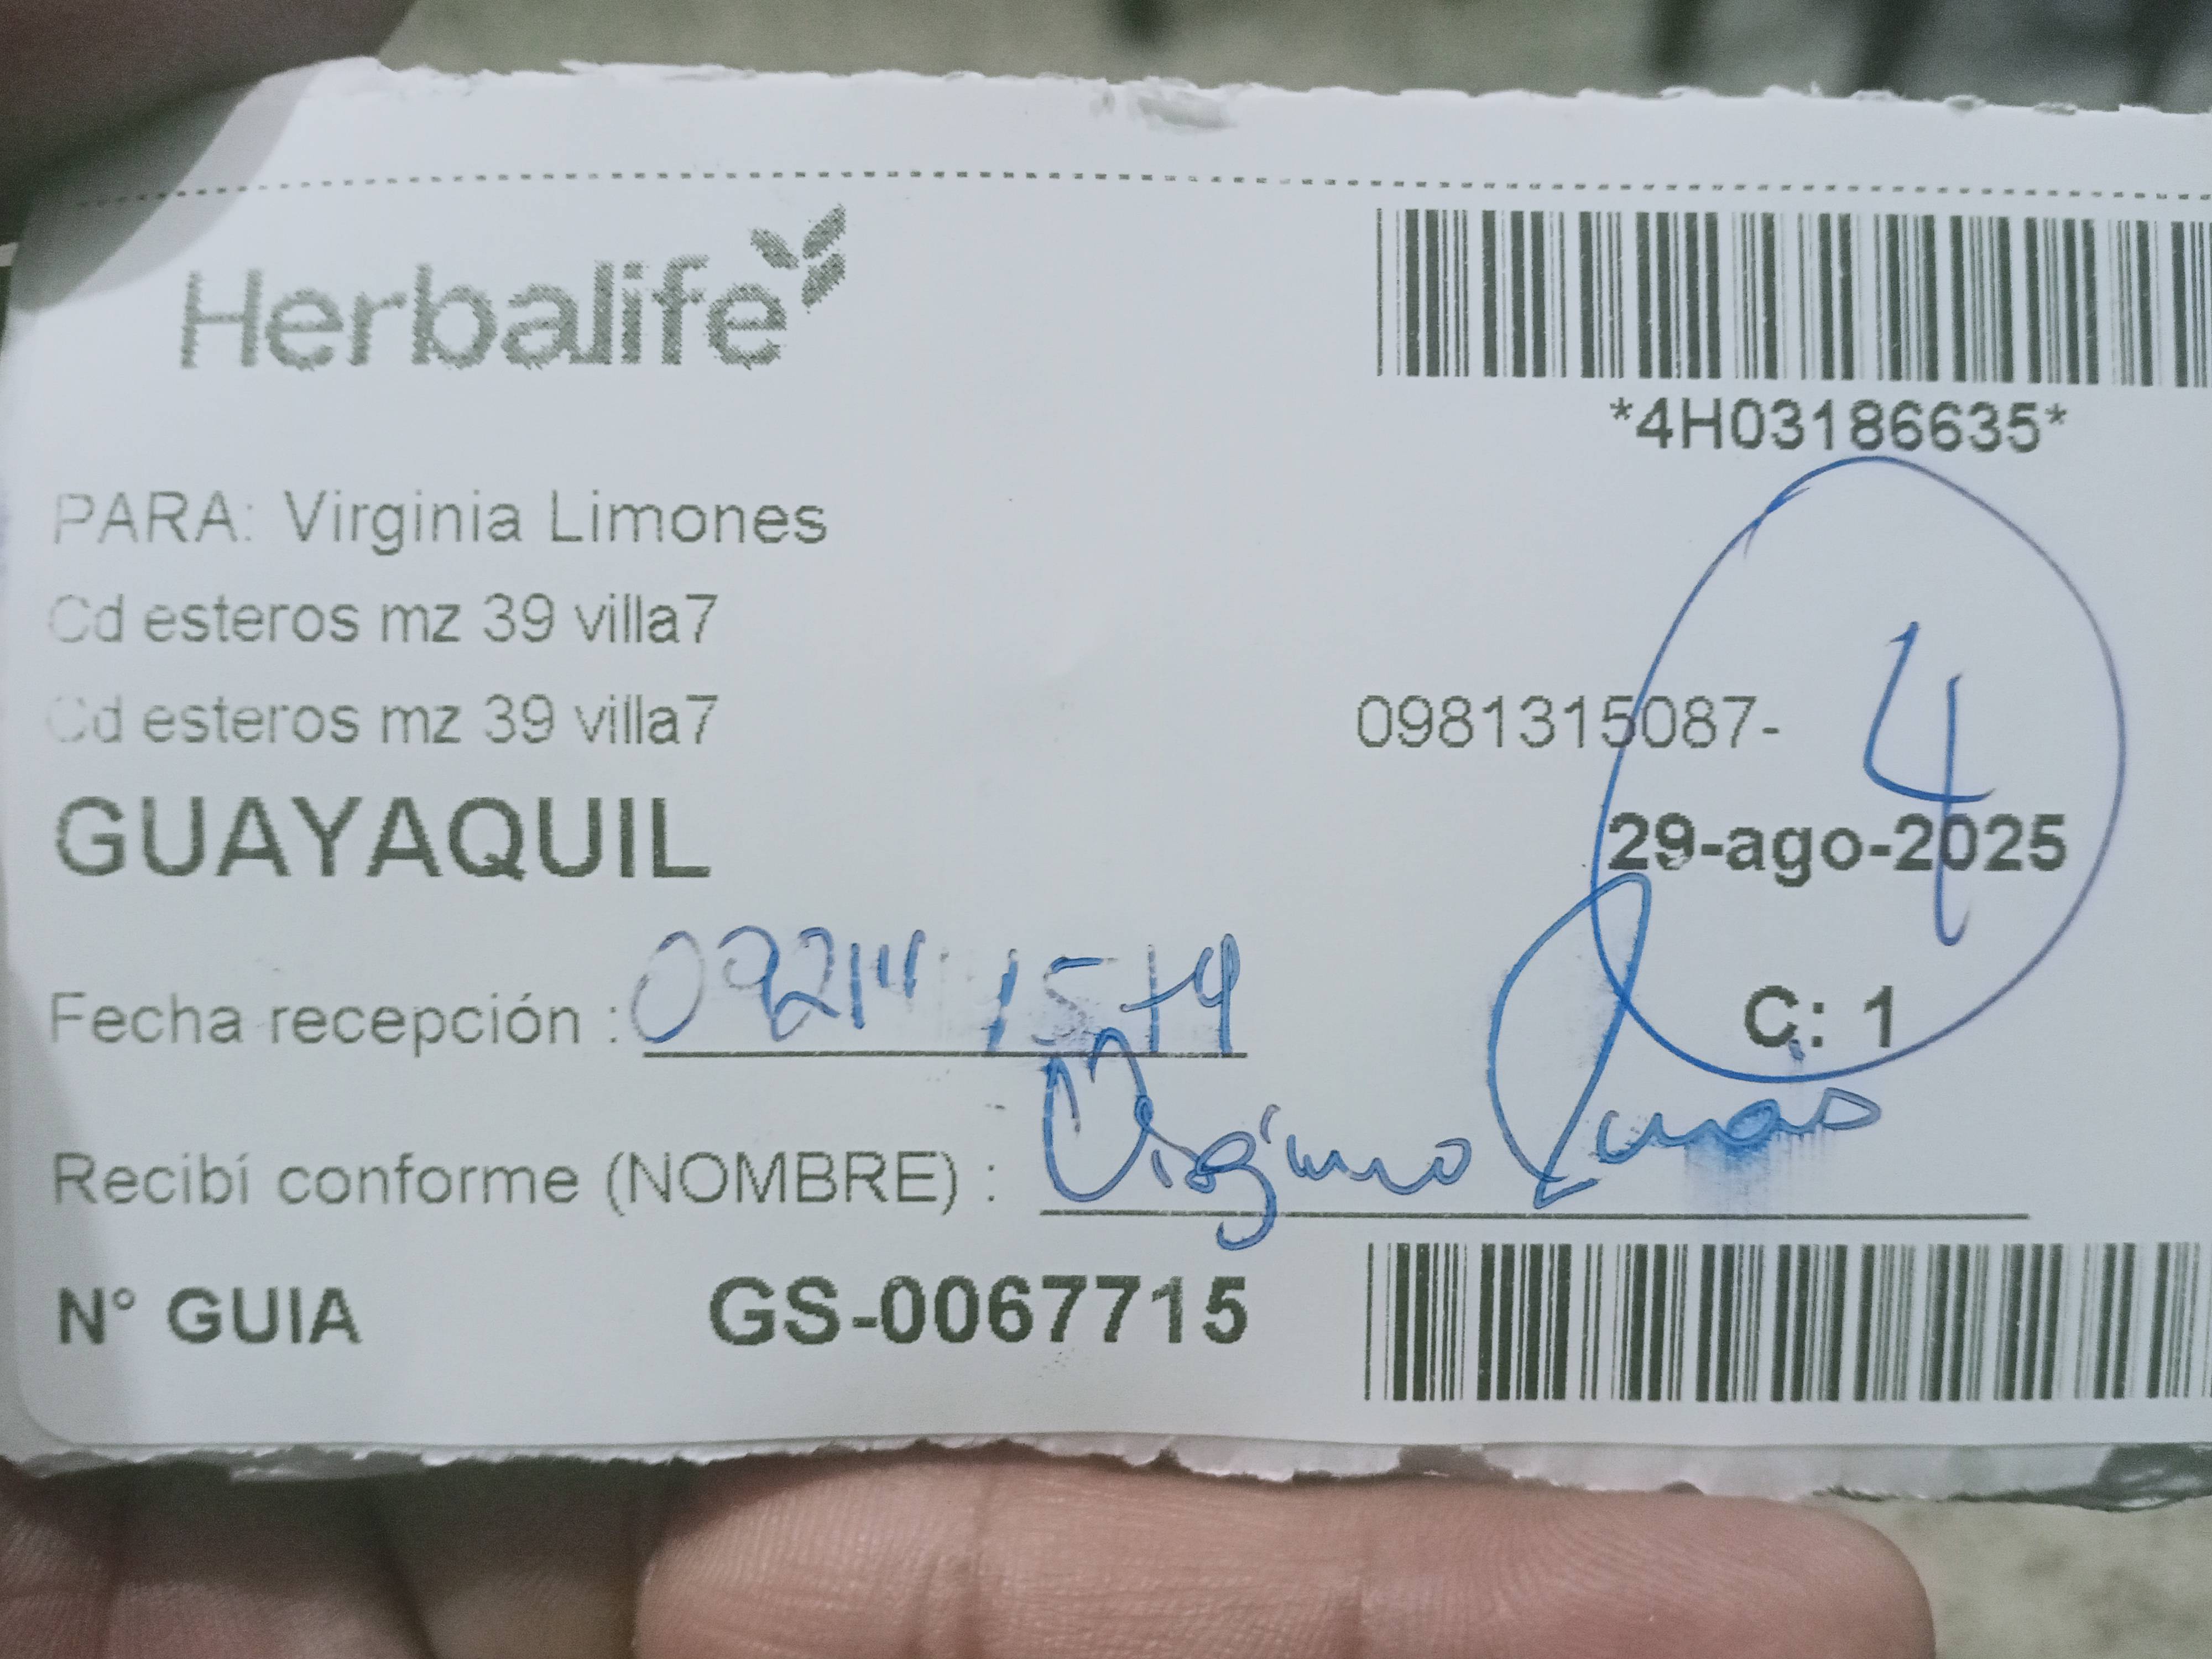 Herbalife
*4H03186635*
PARA: Virginia Limones
Cd esteros mz 39 villa7
Cd esteros mz 39 villa7
0981315087-
4
GUAYAQUIL
29-ago-2025
C: 1
Fecha recepción :
Recibí conforme (NOMBRE) :
N° GUIA GS-0067715